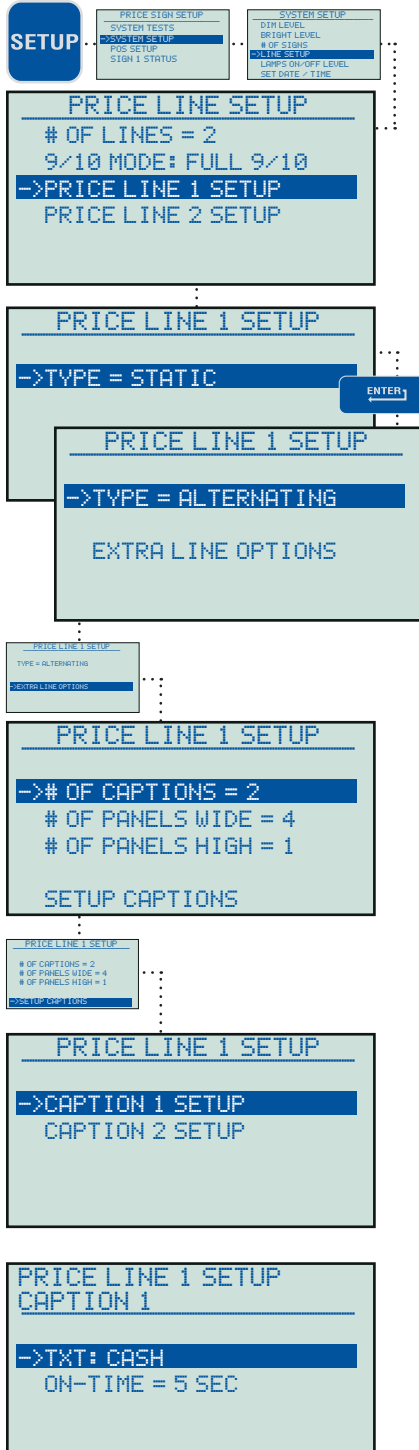 SETUP
PRICE SIGN SETUP
SYSTEM TESTS
->SYSTEM SETUP
POS SETUP
SIGN 1 STATUS
SYSTEM SETUP
DIM LEVEL
BRIGHT LEVEL
# OF SIGNS
->LINE SETUP
LAMPS ON/OFF LEVEL
SET DATE / TIME
PRICE LINE SETUP
# OF LINES = 2
9/10 MODE: FULL 9/10
->PRICE LINE 1 SETUP
PRICE LINE 2 SETUP
PRICE LINE 1 SETUP
->TYPE = STATIC
ENTER
PRICE LINE 1 SETUP
->TYPE = ALTERNATING
EXTRA LINE OPTIONS
PRICE LINE 1 SETUP
TYPE = ALTERNATING
->EXTRA LINE OPTIONS
PRICE LINE 1 SETUP
-># OF CAPTIONS = 2
# OF PANELS WIDE = 4
# OF PANELS HIGH = 1
SETUP CAPTIONS
PRICE LINE 1 SETUP
# OF CAPTIONS = 2
# OF PANELS WIDE = 4
# OF PANELS HIGH = 1
->SETUP CAPTIONS
PRICE LINE 1 SETUP
->CAPTION 1 SETUP
CAPTION 2 SETUP
PRICE LINE 1 SETUP
CAPTION 1
->TXT: CASH
ON-TIME = 5 SEC